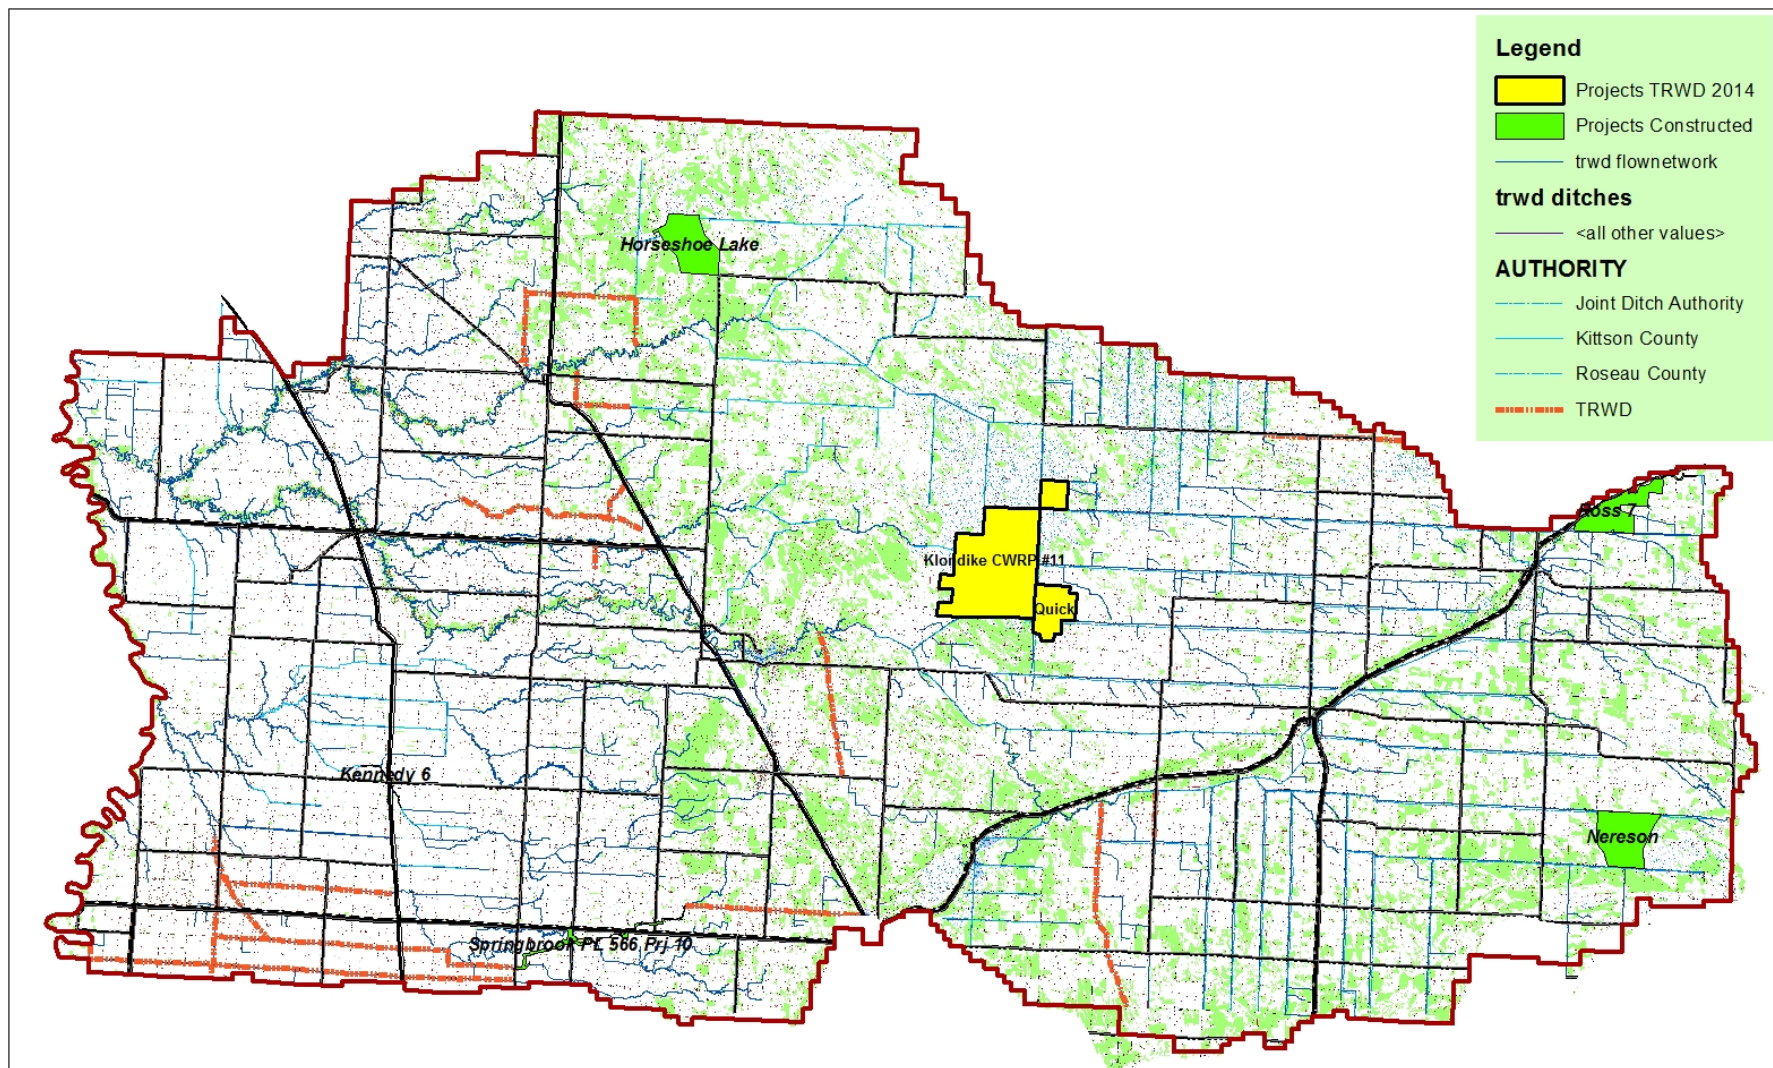 Legend
Projects TRWD 2014
Projects Constructed
trwd flownetwork
trwd ditches
<all other values>
AUTHORITY
Joint Ditch Authority
Kittson County
Roseau County
TRWD
Horseshoe Lake
Ross 7
Klondike CWRP #11
Quick
Kennedy 6
Nereson
Springbrook PL 566 Prj 10